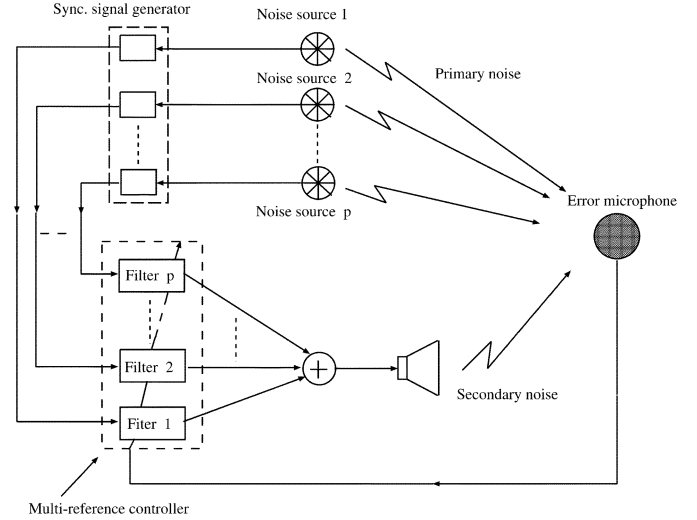 Sync. signal generator
Noise source 1
Noise source 2
Primary noise
Noise source p
Error microphone
Filter p
Filter 2
Fiter 1
Secondary noise
Multi-reference controller